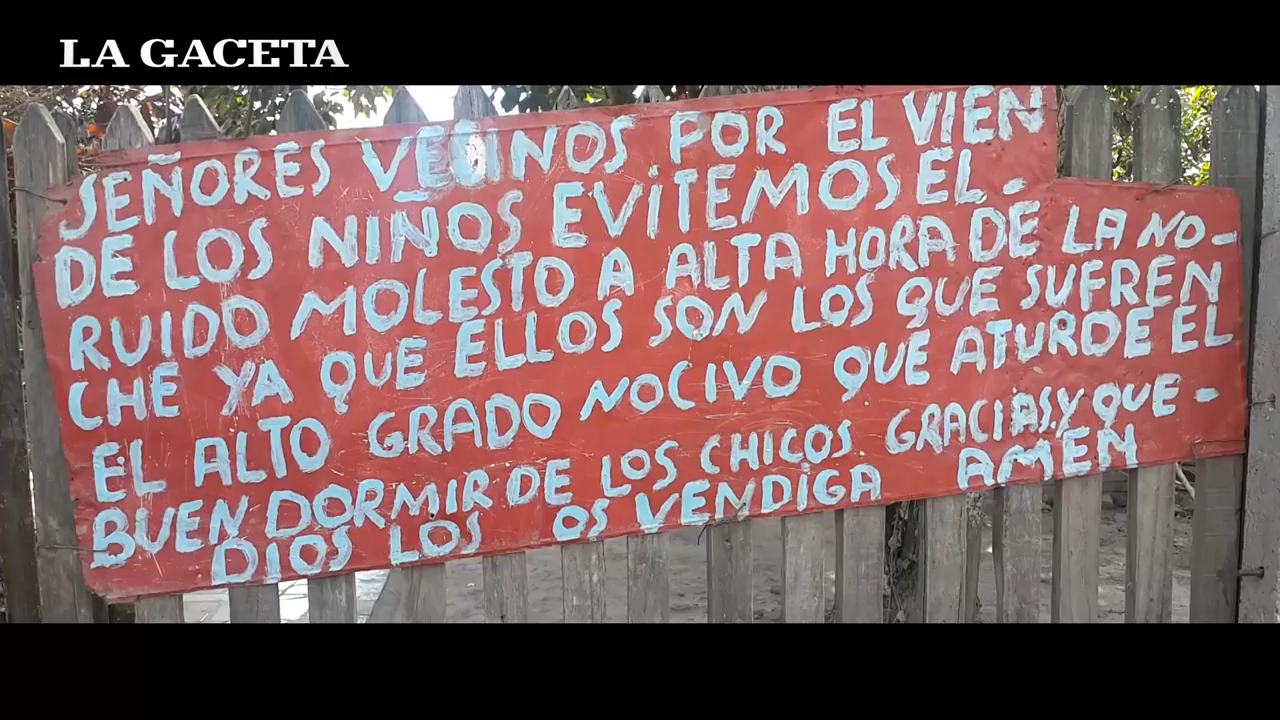 LA GACETA
SEÑORES VECINOS POR EL VIEN
DE LOS NIÑOS EVITEMOS EL-
RUIDO MOLESTO A ALTA HORA DE LA NO-
CHE YA QUE ELLOS SON LOS QUE SUFREN
EL ALTO GRADO NOCIVO QUE ATURDE EL
BUEN DORMIR DE LOS CHICOS GRACIAS,Y QUE-
DIOS LOS OS VENDIGA AMEN